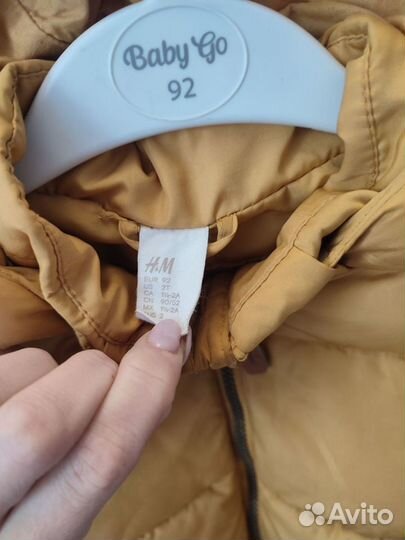 Baby Go
92
H&M
EUR 92
US 2T
CA 1½-2A
CN 90/52
MX 1½-2A
2
Avito